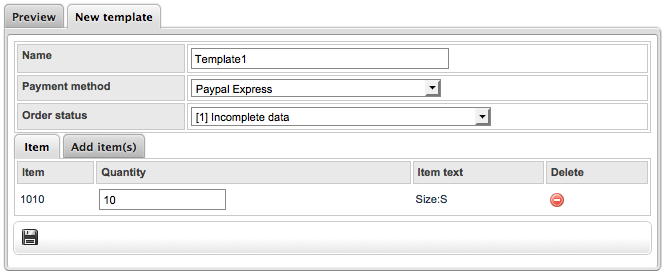 Preview New template
Name Template1
Payment method Paypal Express
Order status [1] Incomplete data
Item Add item(s)
Item Quantity Item text Delete
1010 10 Size:S